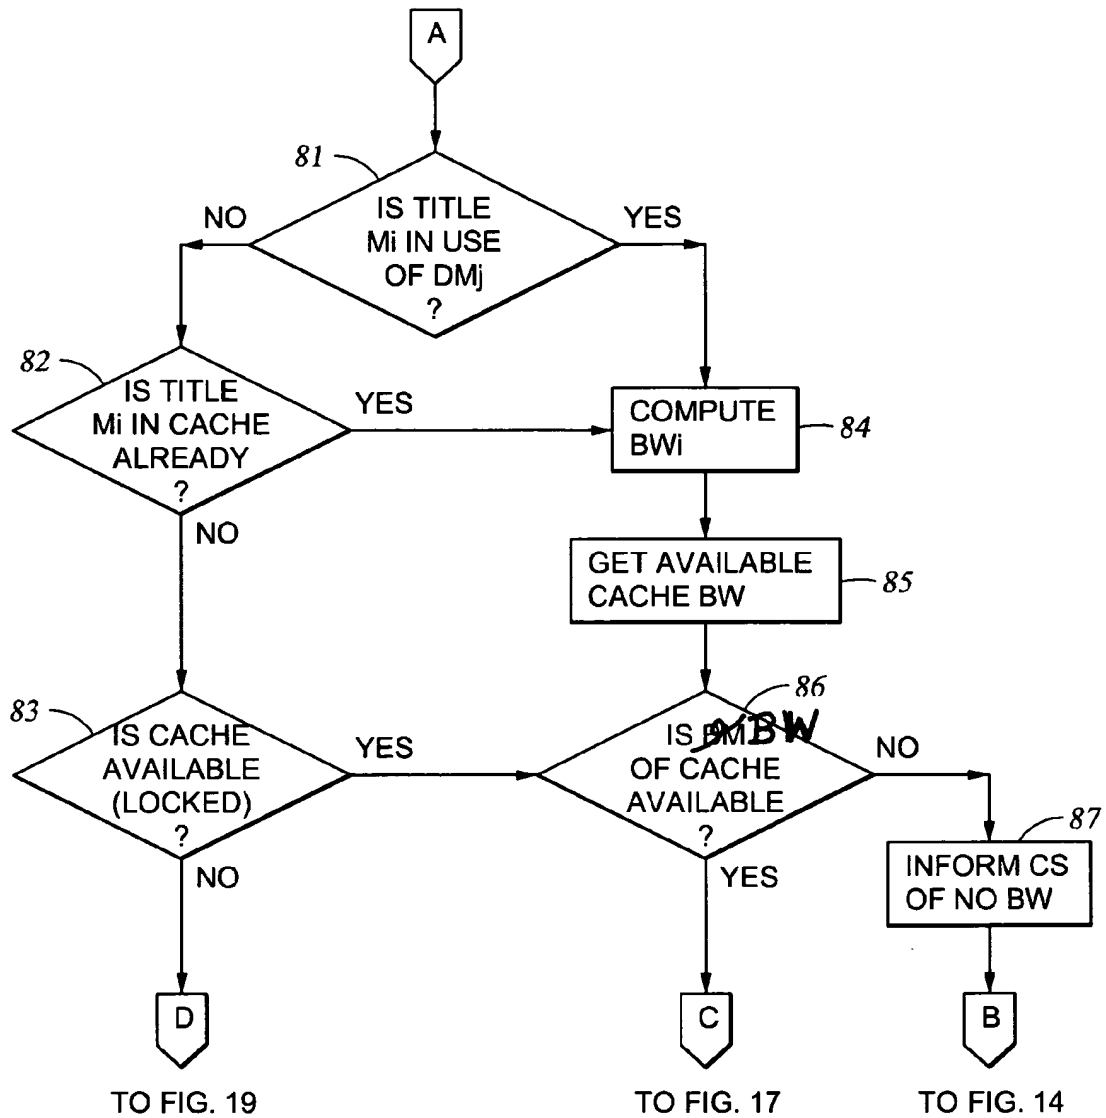 A
81
IS TITLE
Mi IN USE
OF DMj
?
NO
YES
82
IS TITLE
Mi IN CACHE
ALREADY
?
YES
NO
COMPUTE
BWi
84
GET AVAILABLE
CACHE BW
85
83
IS CACHE
AVAILABLE
(LOCKED)
?
YES
NO
86
IS BM BW
OF CACHE
AVAILABLE
?
NO
YES
87
INFORM CS
OF NO BW
D
C
B
TO FIG. 19
TO FIG. 17
TO FIG. 14